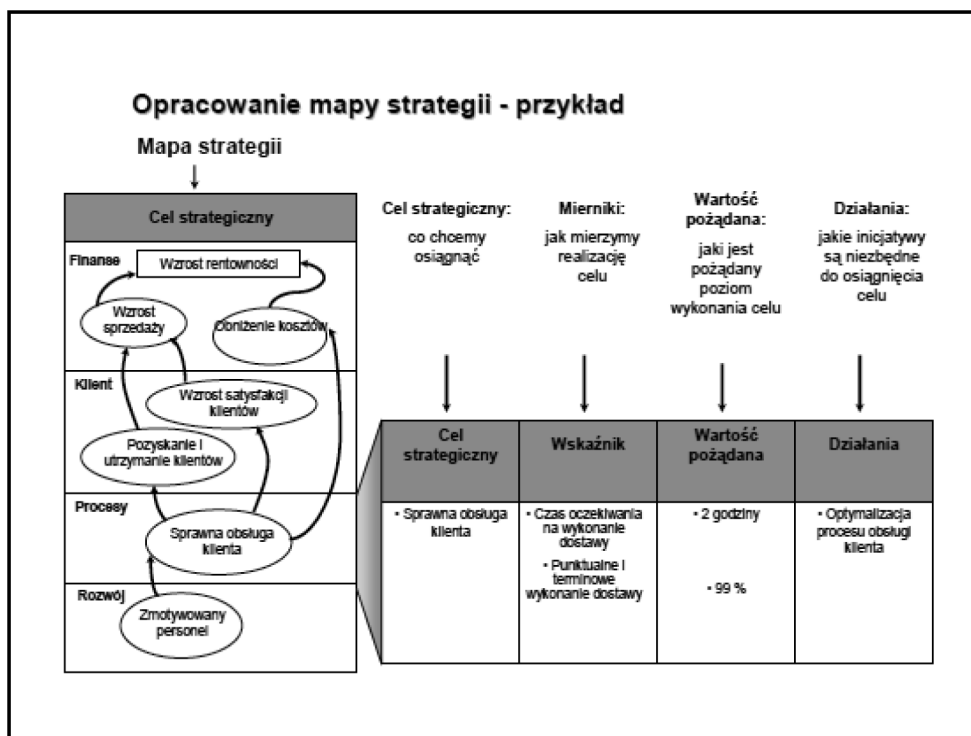 Opracowanie mapy strategii - przykład
Mapa strategii
Cel strategiczny
Finanse
Wzrost rentowności
Wzrost
sprzedaży
Obniżenie kosztów
Klient
Wzrost satysfakcji
klientów
Pozyskanie i
utrzymanie klientów
Procesy
Sprawna obsługa
klienta
Rozwój
Zmotywowany
personel
Cel strategiczny:
co chcemy
osiągnąć
Mierniki:
jak mierzymy
realizację
celu
Wartość
pożądana:
jaki jest
pożądany
poziom
wykonania celu
Działania:
jakie inicjatywy
są niezbędne
do osiągnięcia
celu
Cel
strategiczny
Wskaźnik
Wartość
pożądana
Działania
• Sprawna obsługa
klienta
• Czas oczekiwania
na wykonanie
dostawy
• Punktualne i
terminowe
wykonanie dostawy
• 2 godziny
• 99 %
• Optymalizacja
procesu obsługi
klienta